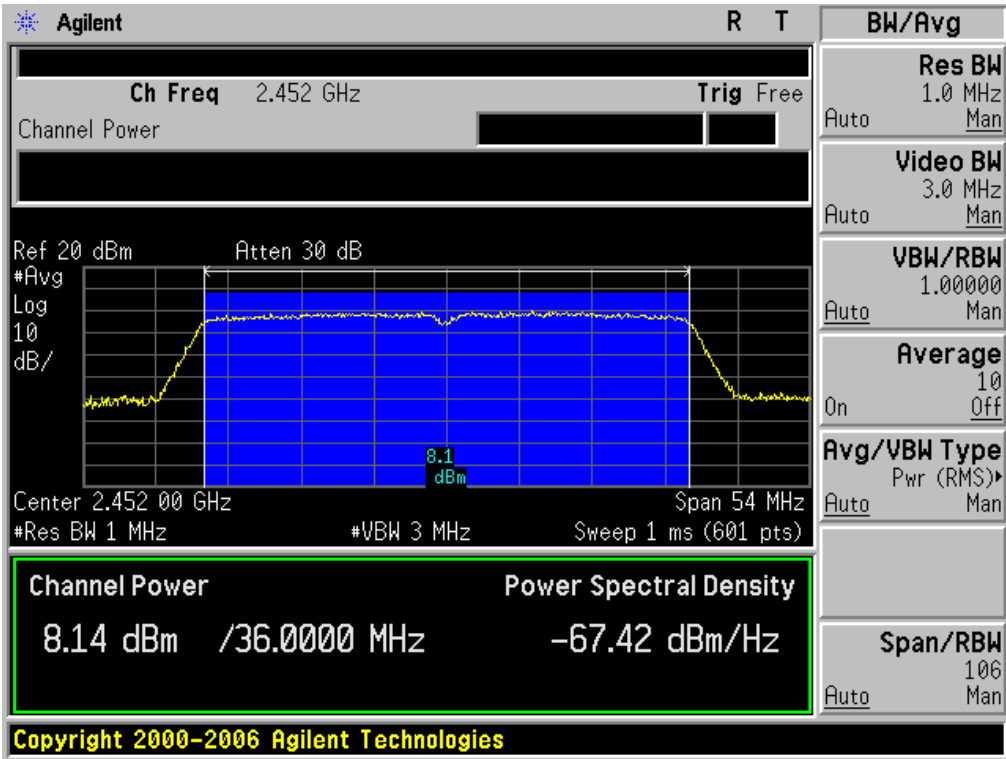 Agilent R T
Ch Freq 2.452 GHz Trig Free
Channel Power
Ref 20 dBm Atten 30 dB
#Avg
Log
10
dB/
8.1
dBm
Center 2.452 00 GHz Span 54 MHz
#Res BW 1 MHz #VBW 3 MHz Sweep 1 ms (601 pts)
Channel Power Power Spectral Density
8.14 dBm /36.0000 MHz -67.42 dBm/Hz
Copyright 2000-2006 Agilent Technologies
BW/Avg
Res BW
1.0 MHz
Auto Man
Video BW
3.0 MHz
Auto Man
VBW/RBW
1.00000
Auto Man
Average
10
On Off
Avg/VBW Type
Pwr (RMS)▸
Auto Man
Span/RBW
106
Auto Man